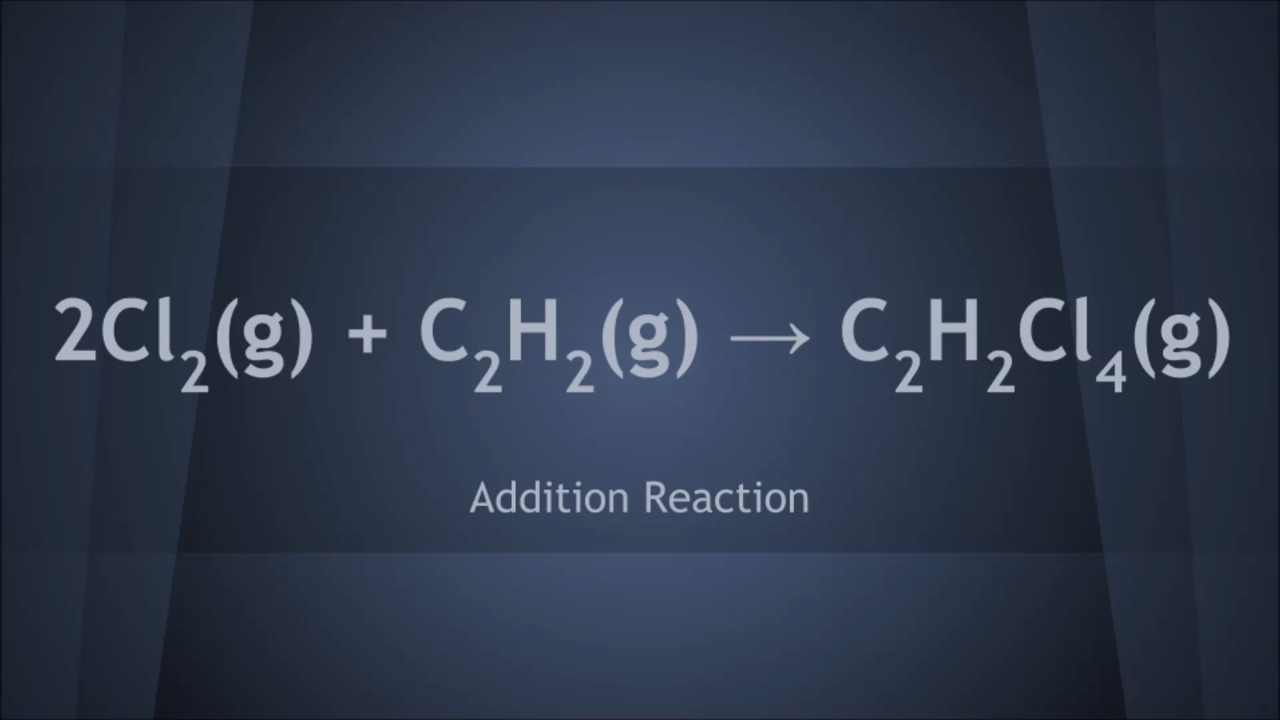 2Cl₂(g) + C₂H₂(g) → C₂H₂Cl₄(g)
Addition Reaction